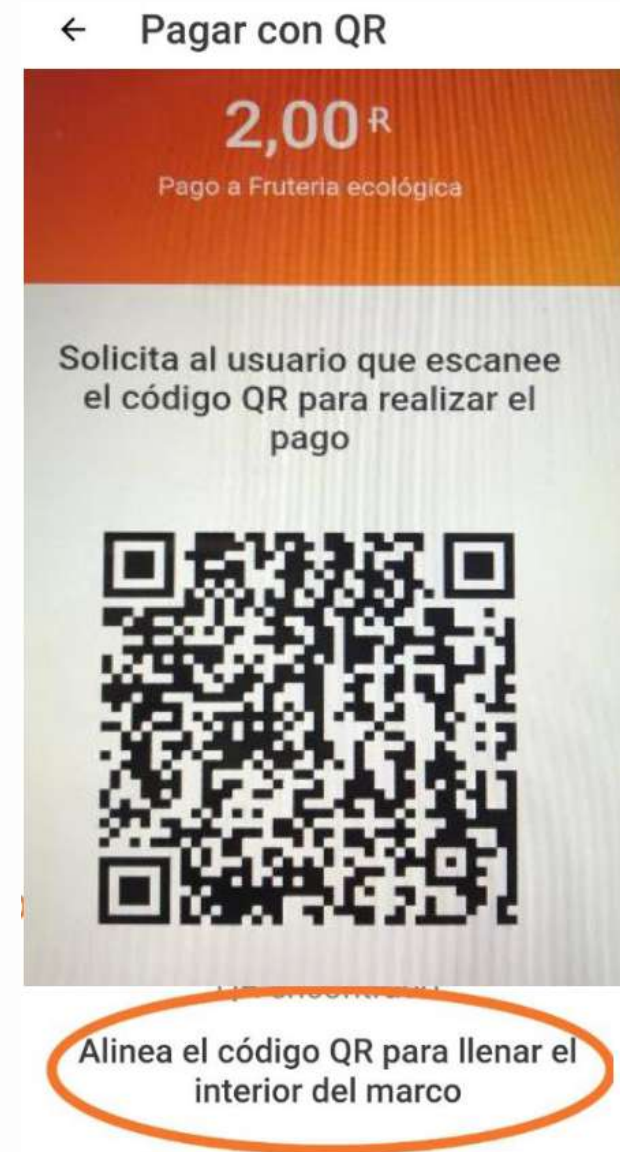 ← Pagar con QR
2,00 R
Pago a Fruteria ecológica
Solicita al usuario que escanee
el código QR para realizar el
pago
Alinea el código QR para llenar el
interior del marco